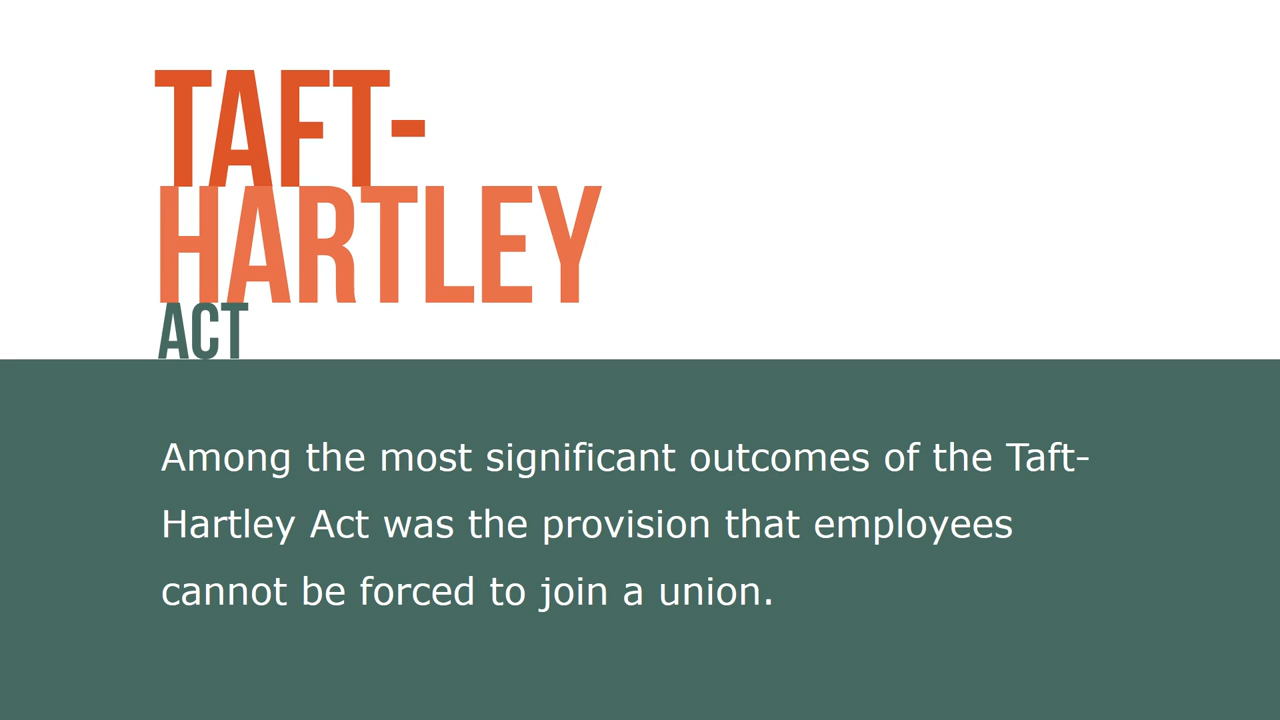 TAFT-
HARTLEY
ACT
Among the most significant outcomes of the Taft-
Hartley Act was the provision that employees
cannot be forced to join a union.